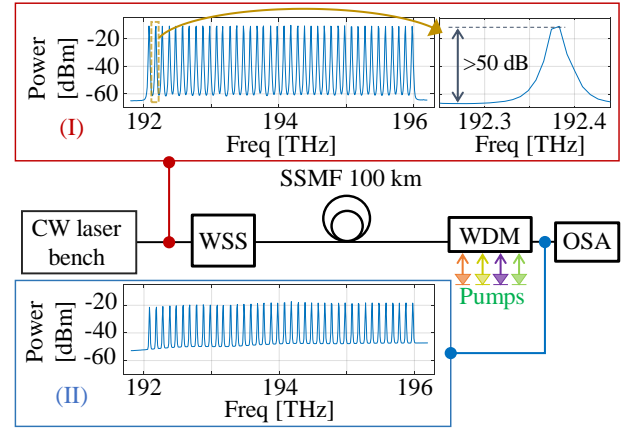 -20
-40
-60
Power
[dBm]
192
194
196
Freq [THz]
(I)
>50 dB
192.3
192.4
Freq [THz]
SSMF 100 km
CW laser
bench
WSS
WDM
OSA
Pumps
-20
-40
-60
Power
[dBm]
192
194
196
Freq [THz]
(II)